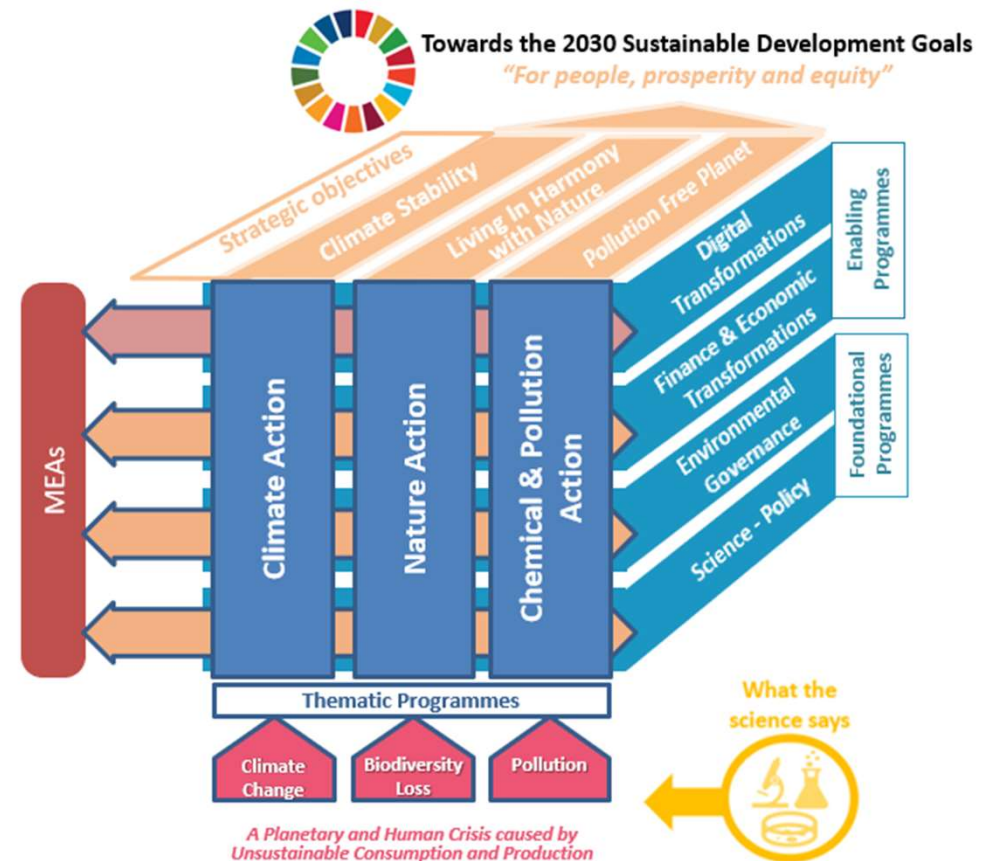 Towards the 2030 Sustainable Development Goals
“For people, prosperity and equity”
Strategic objectives
Climate Stability
Living In Harmony
with Nature
Pollution Free Planet
Digital
Transformations
Finance & Economic
Transformations
Environmental
Governance
Science - Policy
Enabling
Programmes
Foundational
Programmes
MEAs
Climate Action
Nature Action
Chemical & Pollution
Action
Thematic Programmes
Climate
Change
Biodiversity
Loss
Pollution
What the
science says
A Planetary and Human Crisis caused by
Unsustainable Consumption and Production